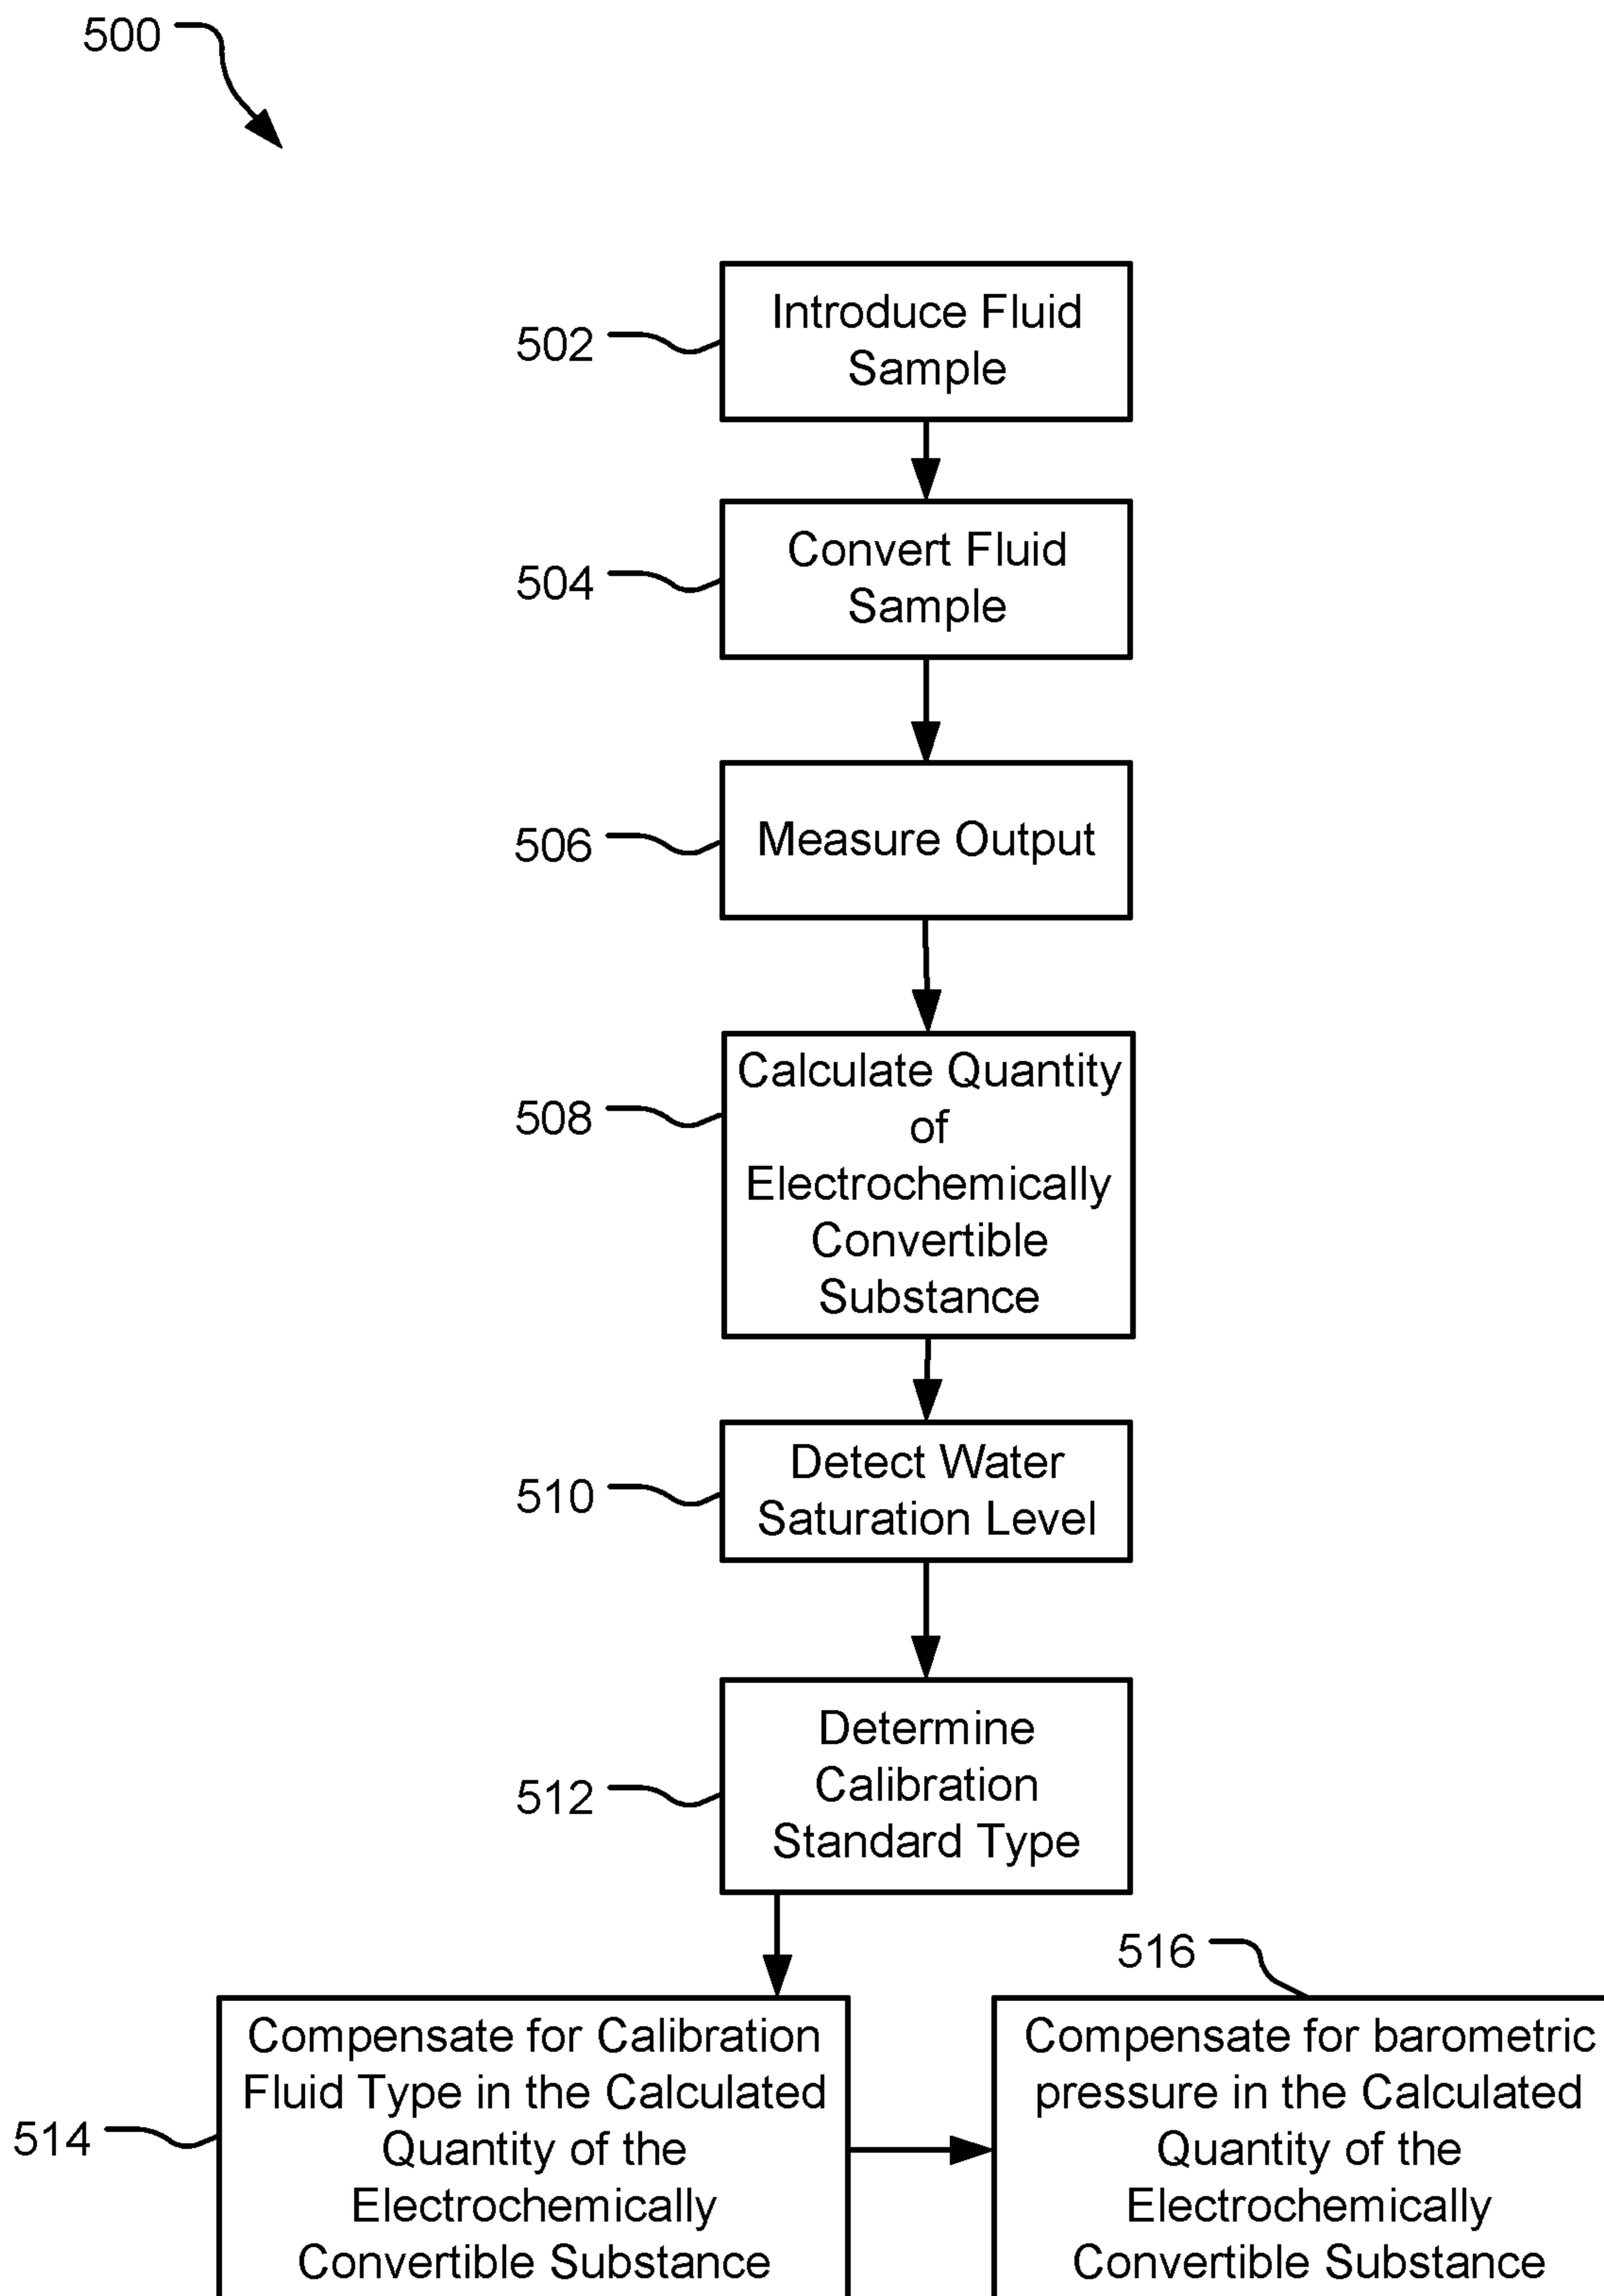 500
502
Introduce Fluid
Sample
504
Convert Fluid
Sample
506
Measure Output
508
Calculate Quantity
of
Electrochemically
Convertible
Substance
510
Detect Water
Saturation Level
512
Determine
Calibration
Standard Type
514
Compensate for Calibration
Fluid Type in the Calculated
Quantity of the
Electrochemically
Convertible Substance
516
Compensate for barometric
pressure in the Calculated
Quantity of the
Electrochemically
Convertible Substance